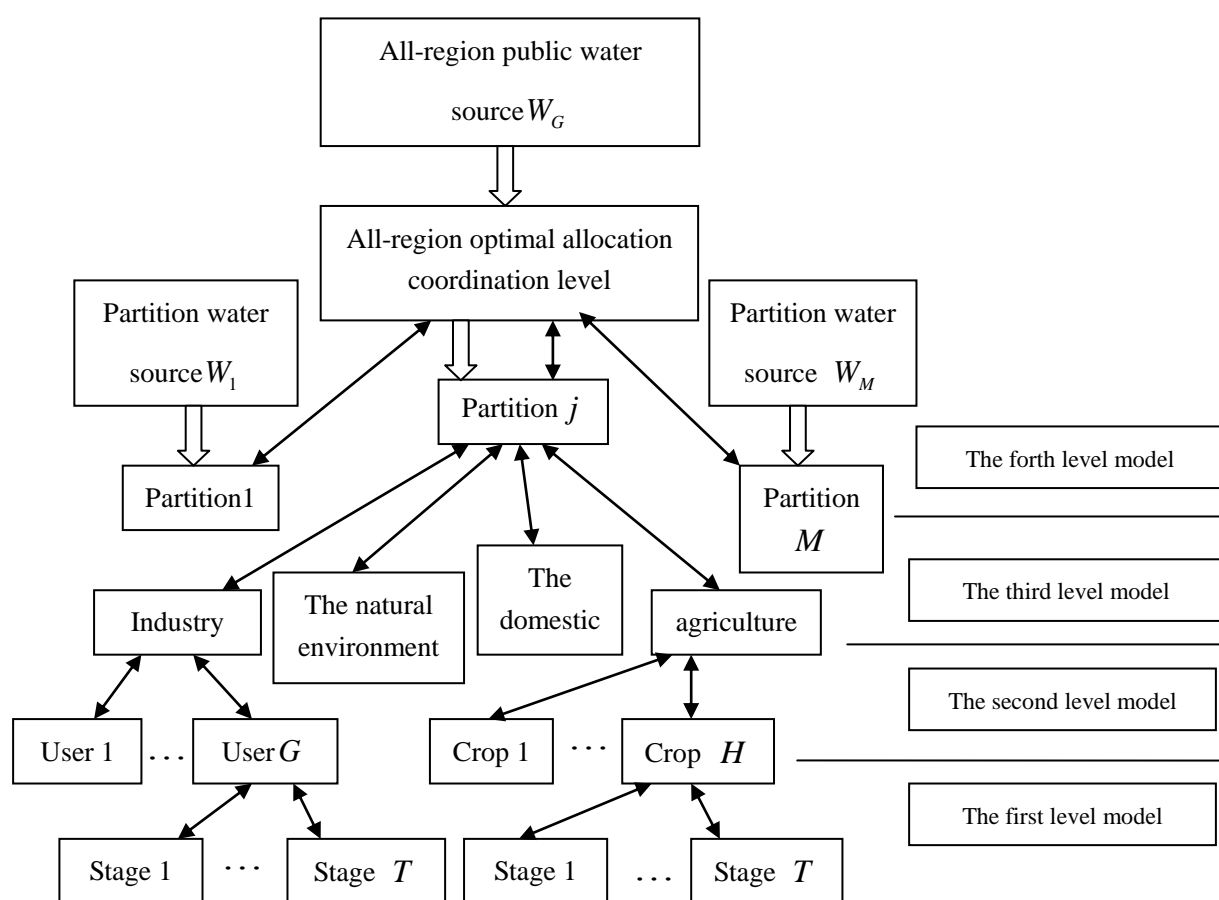 All-region public water
source W_G
All-region optimal allocation
coordination level
Partition water
source W_1
Partition water
source W_M
Partition j
The forth level model
Partition1
Partition
M
The
domestic
The third level model
Industry
The natural
environment
agriculture
The second level model
User 1
...
User G
Crop 1
...
Crop H
The first level model
Stage 1
...
Stage T
Stage 1
...
Stage T